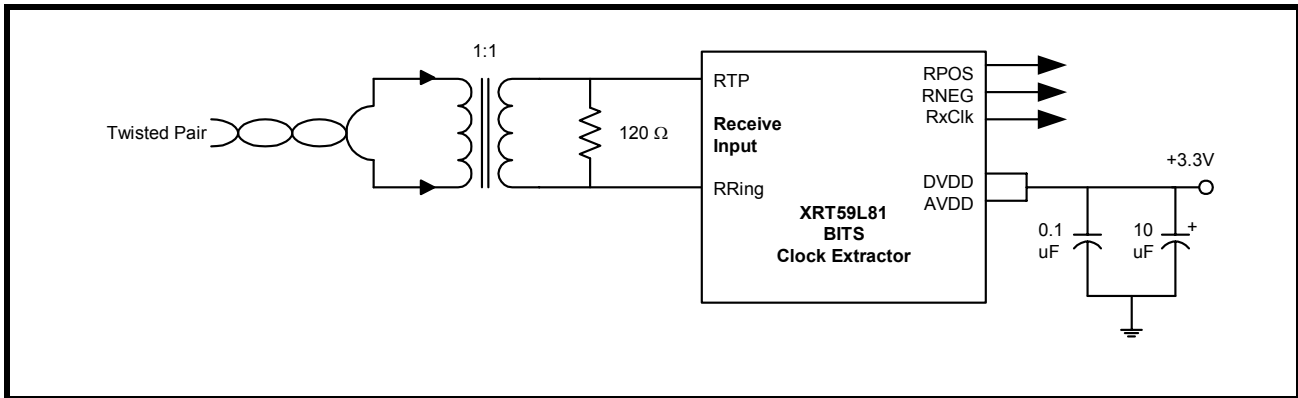 1:1
Twisted Pair
120 Ω
RTP
Receive
Input
RRing
XRT59L81
BITS
Clock Extractor
RPOS
RNEG
RxClk
DVDD
AVDD
+3.3V
0.1
uF
10
uF
+